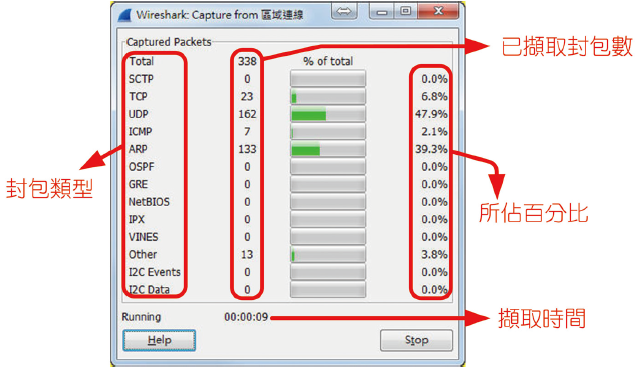 Wireshark: Capture from 區域連線
Captured Packets
Total 338 % of total
SCTP 0 0.0%
TCP 23 6.8%
UDP 162 47.9%
ICMP 7 2.1%
ARP 133 39.3%
OSPF 0 0.0%
GRE 0 0.0%
NetBIOS 0 0.0%
IPX 0 0.0%
VINES 0 0.0%
Other 13 3.8%
I2C Events 0 0.0%
I2C Data 0 0.0%
Running 00:00:09
Help Stop
已擷取封包數
封包類型
所佔百分比
擷取時間